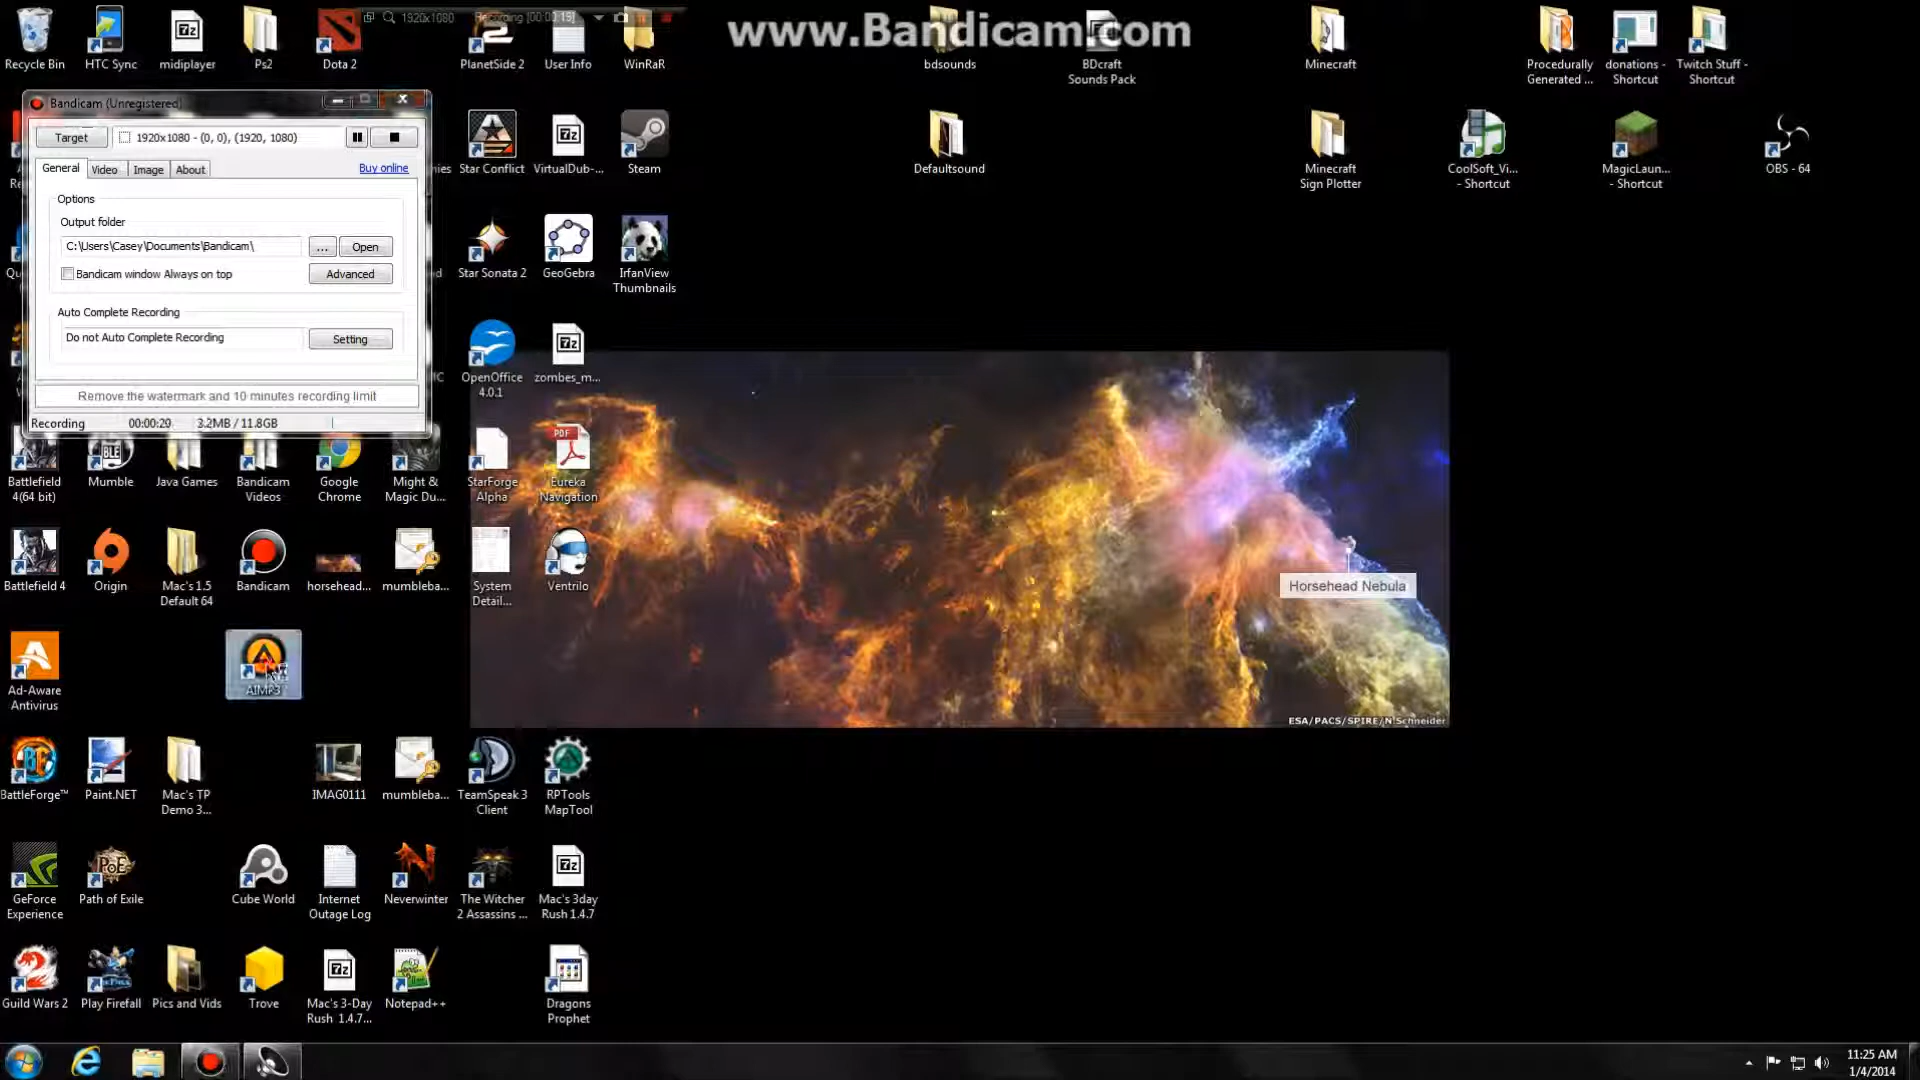 1920x1080 Recording [00:00:19]
www.Bandicam.com
Recycle Bin
HTC Sync
midiplayer
Ps2
Dota 2
PlanetSide 2
User Info
WinRaR
bdsounds
BDcraft
Sounds Pack
Minecraft
Procedurally
Generated ...
donations -
Shortcut
Twitch Stuff -
Shortcut
Bandicam (Unregistered)
Target
1920x1080 - (0, 0), (1920, 1080)
General
Video
Image
About
Buy online
Options
Output folder
C:\Users\Casey\Documents\Bandicam\
...
Open
Bandicam window Always on top
Advanced
Auto Complete Recording
Do not Auto Complete Recording
Setting
Remove the watermark and 10 minutes recording limit
Recording
00:00:20
3.2MB / 11.8GB
Star Conflict
VirtualDub-...
Steam
Defaultsound
Minecraft
Sign Plotter
CoolSoft_Vi...
- Shortcut
MagicLaun...
- Shortcut
OBS - 64
Star Sonata 2
GeoGebra
IrfanView
Thumbnails
OpenOffice
4.0.1
zombes_m...
Battlefield
4(64 bit)
Mumble
Java Games
Bandicam
Videos
Google
Chrome
Might &
Magic Du...
StarForge
Alpha
PDF
Eureka
Navigation
Battlefield 4
Origin
Mac's 1.5
Default 64
Bandicam
horsehead...
mumbleba...
System
Detail...
Ventrilo
Horsehead Nebula
Ad-Aware
Antivirus
AIMP3
ESA/PACS/SPIRE/N.Schneider
BattleForge™
Paint.NET
Mac's TP
Demo 3...
IMAG0111
mumbleba...
TeamSpeak 3
Client
RPTools
MapTool
GeForce
Experience
Path of Exile
Cube World
Internet
Outage Log
Neverwinter
The Witcher
2 Assassins ...
Mac's 3day
Rush 1.4.7
Guild Wars 2
Play Firefall
Pics and Vids
Trove
Mac's 3-Day
Rush 1.4.7...
Notepad++
Dragons
Prophet
11:25 AM
1/4/2014